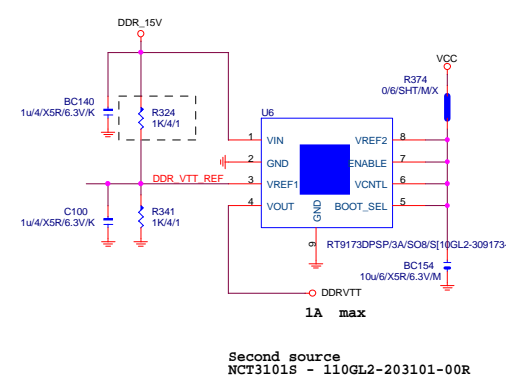 DDR_15V
VCC
R374
0/6/SHT/M/X
BC140
1u/4/X5R/6.3V/K
R324
1K/4/1
U6
1 VIN VREF2 8
2 GND ENABLE 7
DDR_VTT_REF 3 VREF1 VCNTL 6
4 VOUT BOOT_SEL 5
GND
9
C100
1u/4/X5R/6.3V/K
R341
1K/4/1
RT9173DPSP/3A/SO8/S[10GL2-309173-
BC154
10u/6/X5R/6.3V/M
DDRVTT
1A max
Second source
NCT3101S - 110GL2-203101-00R